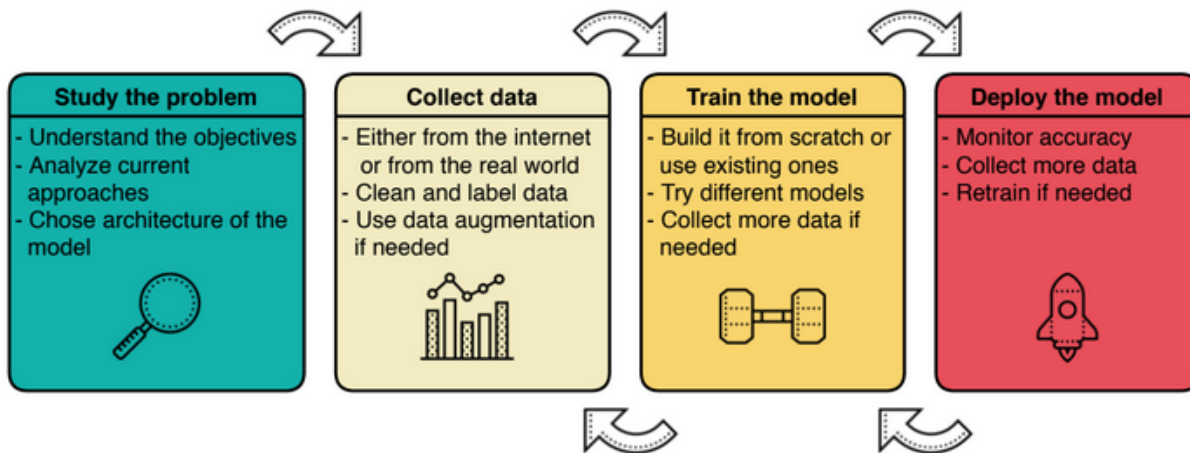 Study the problem
- Understand the objectives
- Analyze current
approaches
- Chose architecture of the
model
Collect data
- Either from the internet
or from the real world
- Clean and label data
- Use data augmentation
if needed
Train the model
- Build it from scratch or
use existing ones
- Try different models
- Collect more data if
needed
Deploy the model
- Monitor accuracy
- Collect more data
- Retrain if needed